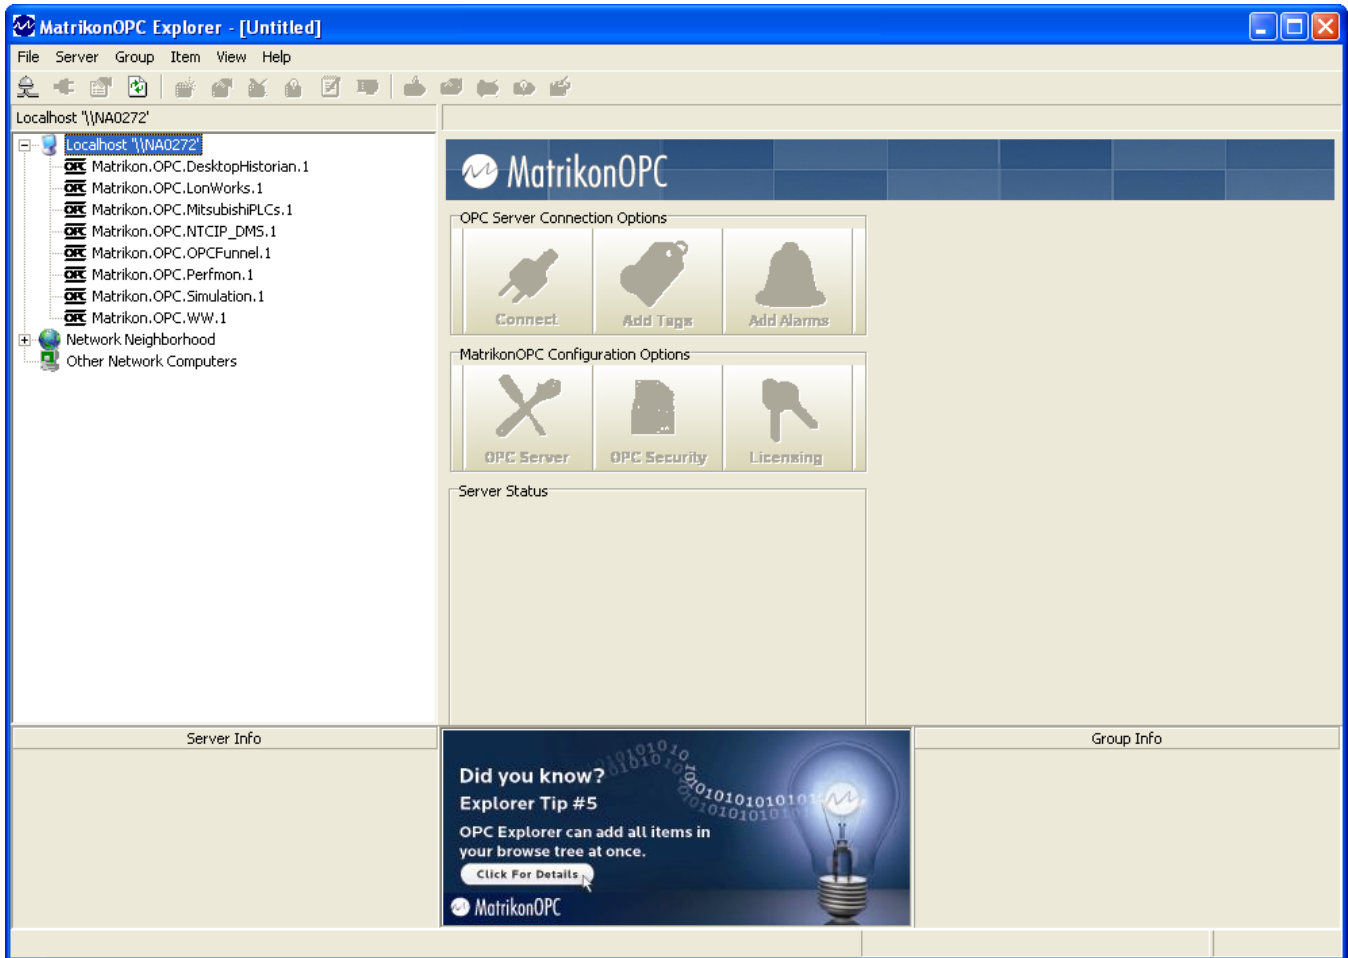 MatrikonOPC Explorer - [Untitled]
File Server Group Item View Help
Localhost '\\NA0272'
Localhost '\\NA0272'
Matrikon.OPC.DesktopHistorian.1
Matrikon.OPC.LonWorks.1
Matrikon.OPC.MitsubishiPLCs.1
Matrikon.OPC.NTCIP_DMS.1
Matrikon.OPC.OPCFunnel.1
Matrikon.OPC.Perfmon.1
Matrikon.OPC.Simulation.1
Matrikon.OPC.WW.1
Network Neighborhood
Other Network Computers
MatrikonOPC
OPC Server Connection Options
Connect Add Tags Add Alarms
MatrikonOPC Configuration Options
OPC Server OPC Security Licensing
Server Status
Server Info
Did you know?
Explorer Tip #5
OPC Explorer can add all items in
your browse tree at once.
Click For Details
MatrikonOPC
Group Info